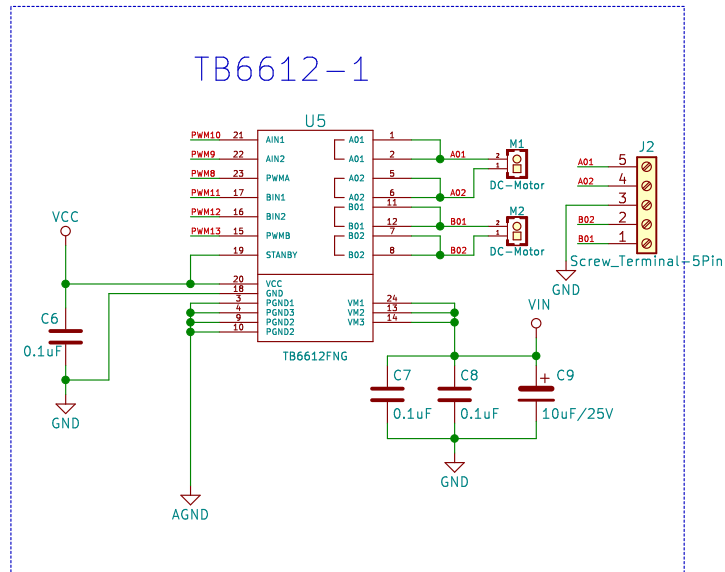 TB6612-1
U5
PWM10 21 AIN1 A01 1
PWM9 22 AIN2 A01 2 A01
PWM8 23 PWMA A02 5
PWM11 17 BIN1 A02 6 A02
B01 11
PWM12 16 BIN2 B01 12 B01
PWM13 15 PWMB B02 7
19 STANBY B02 8 B02
20 VCC
18 GND
3 PGND1 VM1 24
4 PGND3 VM2 13
9 PGND2 VM3 14
10 PGND2
TB6612FNG
M1
2
1
DC-Motor
M2
2
1
DC-Motor
J2
A01 5
A02 4
3
B02 2
B01 1
Screw_Terminal-5Pin
GND
VCC
C6
0.1uF
GND
AGND
VIN
C7
0.1uF
C8
0.1uF
C9
10uF/25V
+
GND